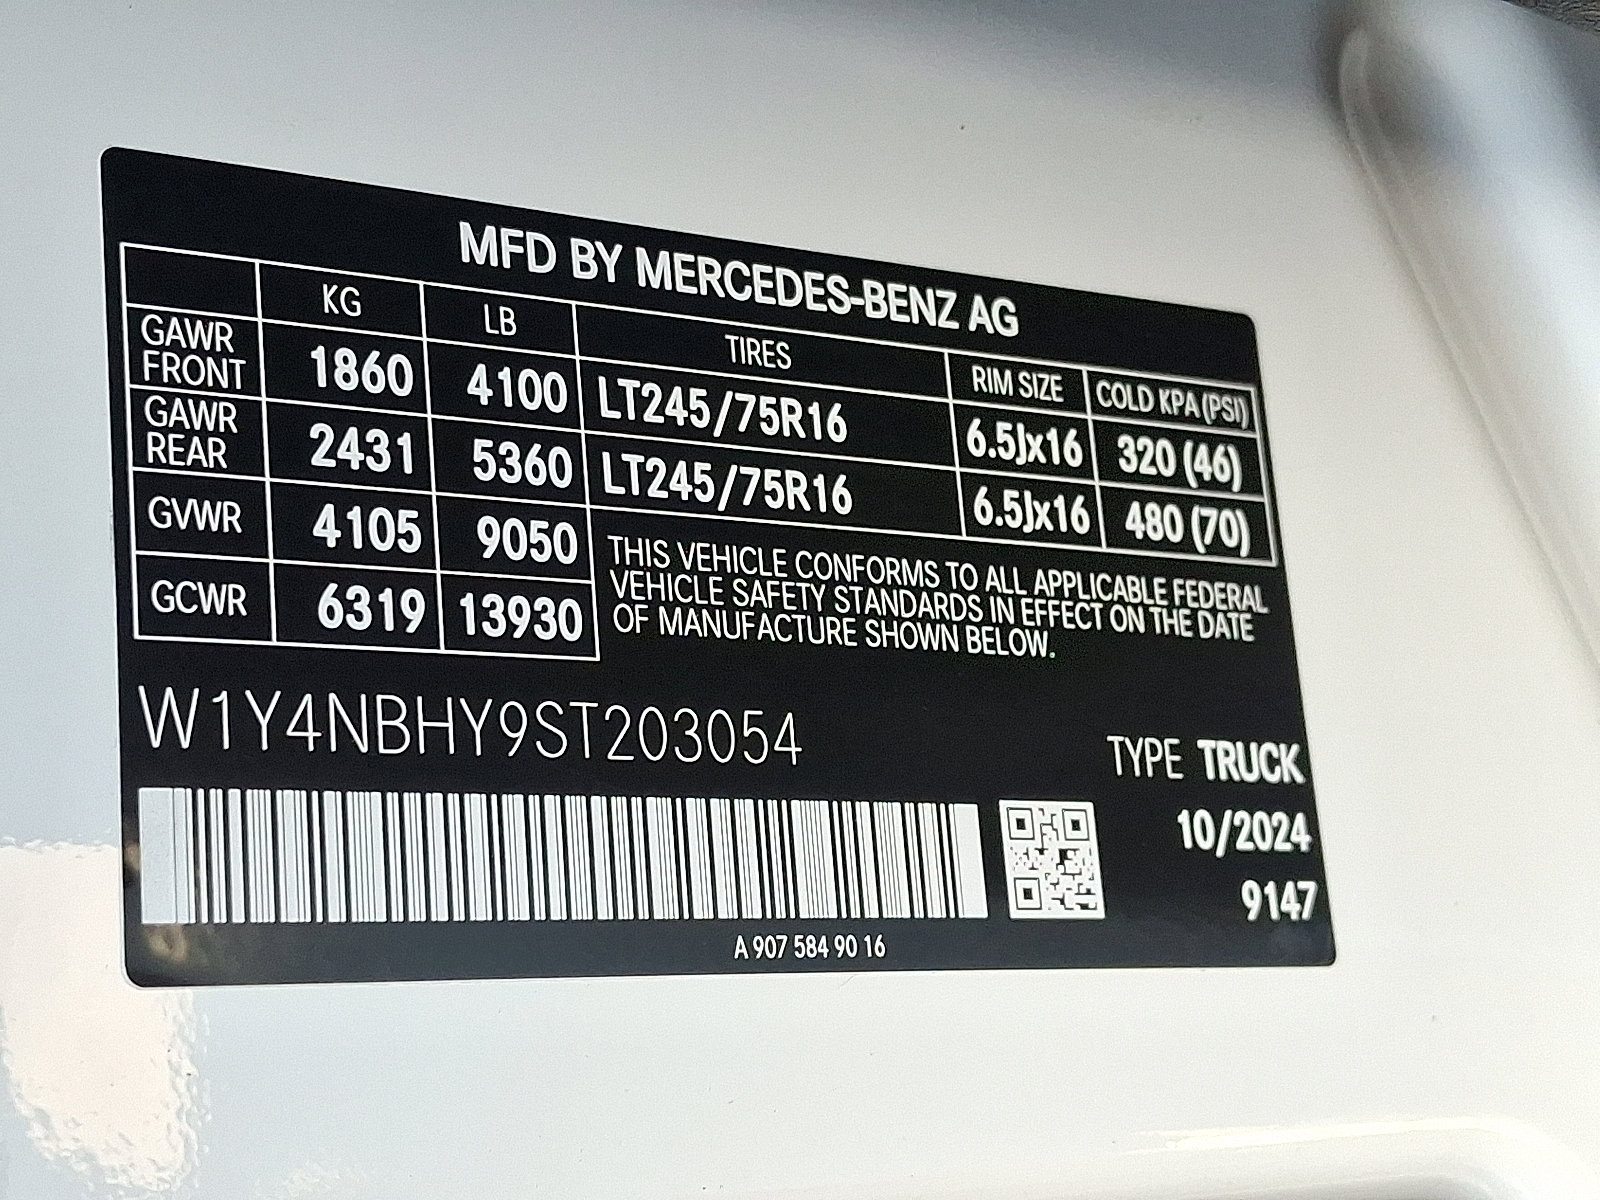 MFD BY MERCEDES-BENZ AG
KG LB TIRES RIM SIZE COLD KPA (PSI)
GAWR FRONT 1860 4100 LT245/75R16 6.5Jx16 320 (46)
GAWR REAR 2431 5360 LT245/75R16 6.5Jx16 480 (70)
GVWR 4105 9050
GCWR 6319 13930
THIS VEHICLE CONFORMS TO ALL APPLICABLE FEDERAL
VEHICLE SAFETY STANDARDS IN EFFECT ON THE DATE
OF MANUFACTURE SHOWN BELOW.
W1Y4NBHY9ST203054
TYPE TRUCK
10/2024
9147
A 907 584 90 16